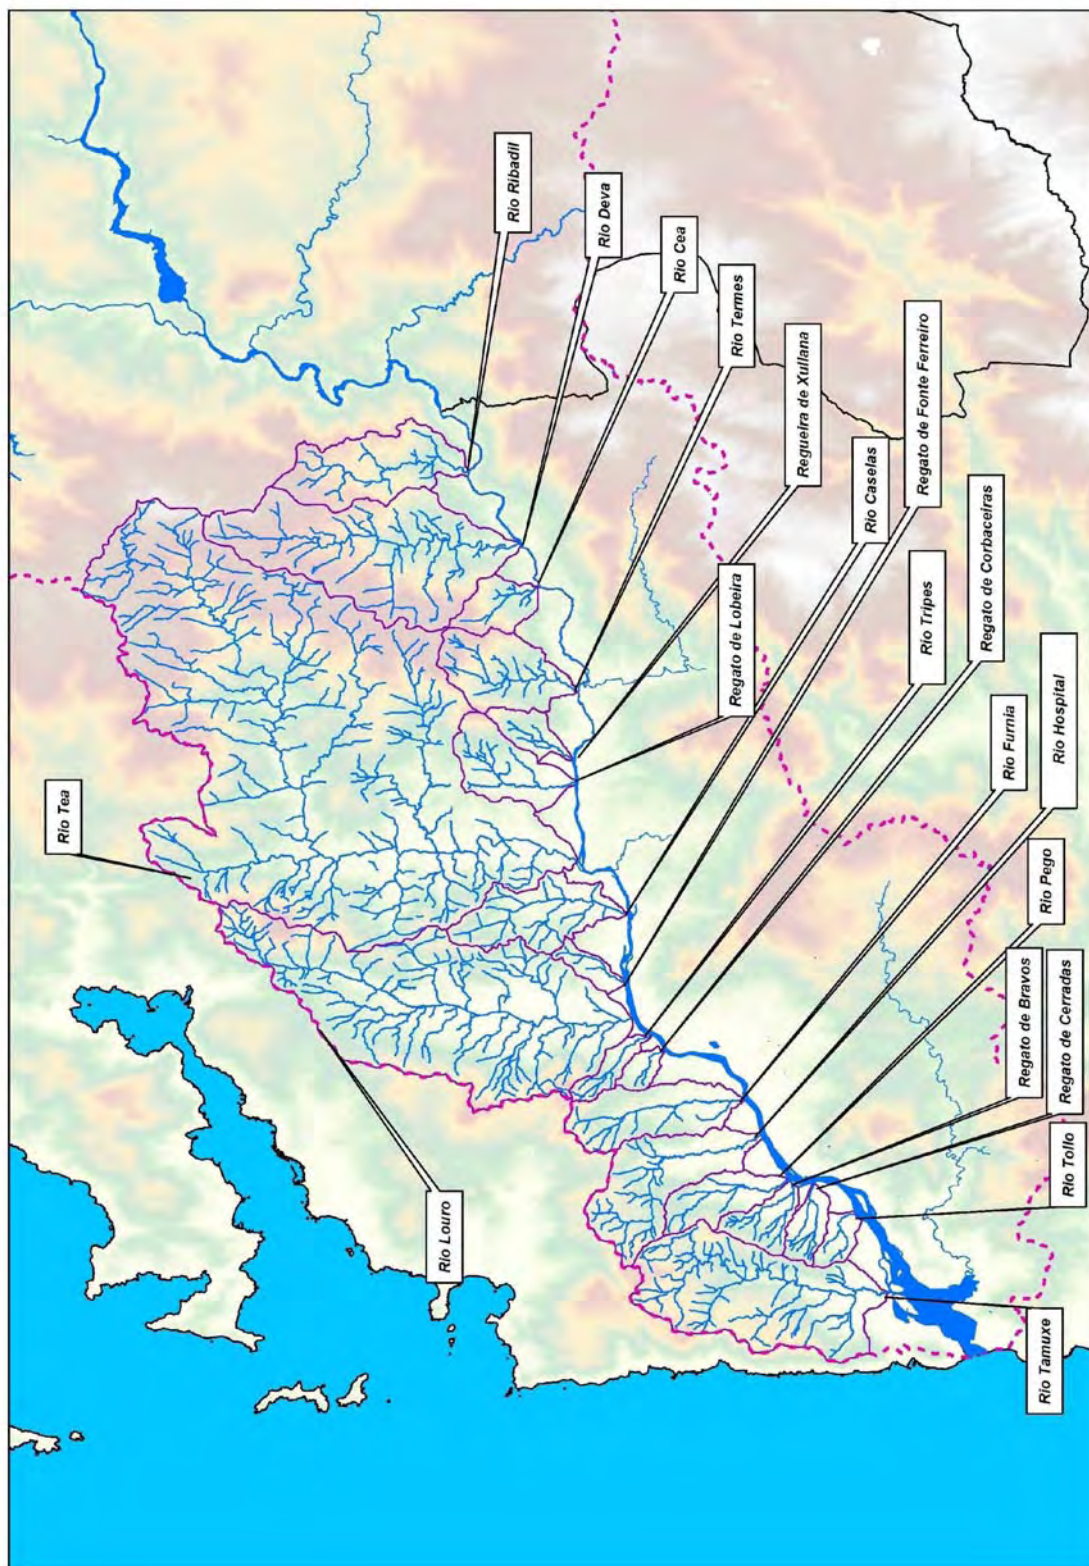 Río Tea
Río Louro
Río Ribadil
Río Deva
Río Cea
Regato de Lobeira
Río Termes
Regueira de Xullana
Río Caselas
Regato de Fonte Ferreiro
Río Tripes
Regato de Corbaceiras
Río Furnia
Regato de Bravos
Río Tamuxe
Río Pego
Río Hospital
Regato de Cerradas
Río Tollo